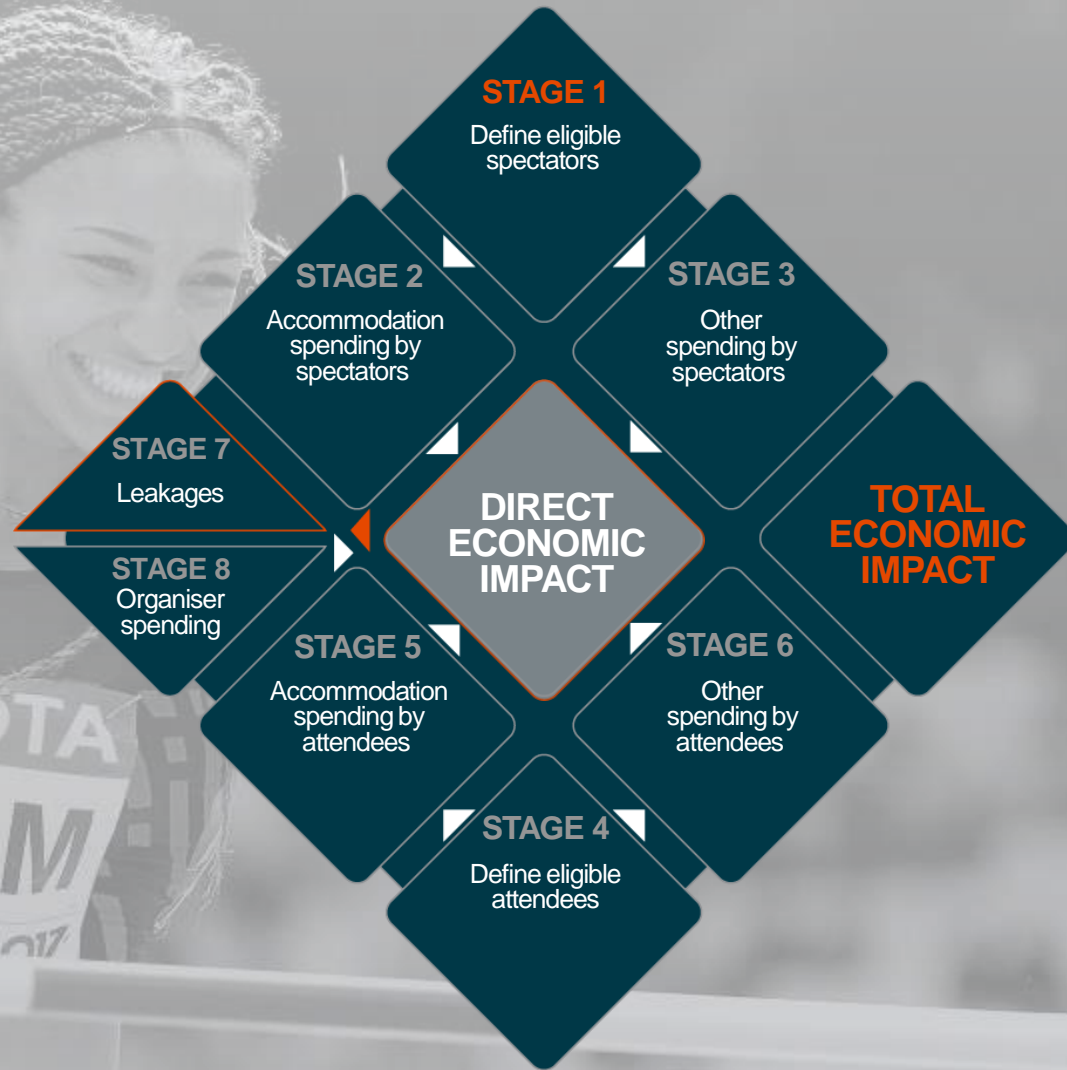 STAGE 1
Define eligible
spectators
STAGE 2
Accommodation
spending by
spectators
STAGE 3
Other
spending by
spectators
STAGE 7
Leakages
DIRECT
ECONOMIC
IMPACT
TOTAL
ECONOMIC
IMPACT
STAGE 8
Organiser
spending
STAGE 5
Accommodation
spending by
attendees
STAGE 6
Other
spending by
attendees
STAGE 4
Define eligible
attendees